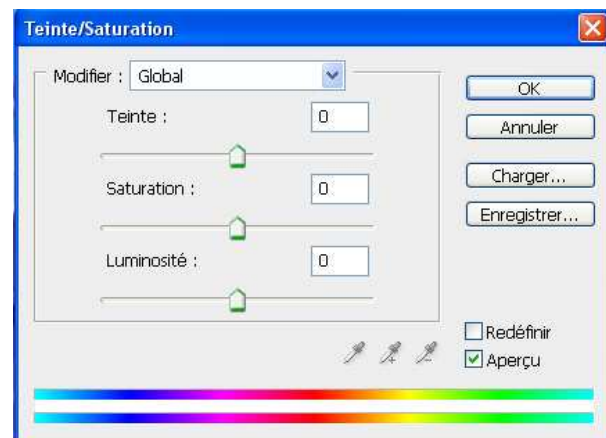 Teinte/Saturation
Modifier : Global
Teinte : 0
Saturation : 0
Luminosité : 0
OK
Annuler
Charger...
Enregistrer...
Redéfinir
Aperçu